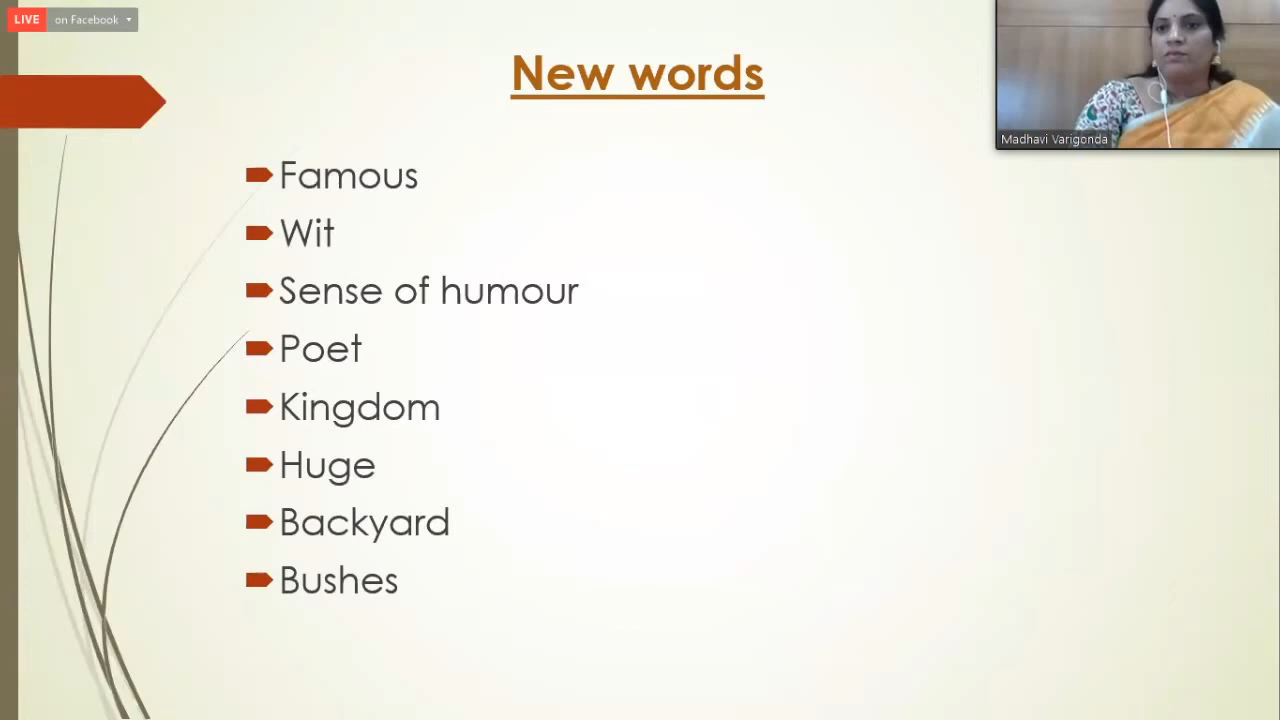 LIVE on Facebook
New words
Madhavi Varigonda
Famous
Wit
Sense of humour
Poet
Kingdom
Huge
Backyard
Bushes